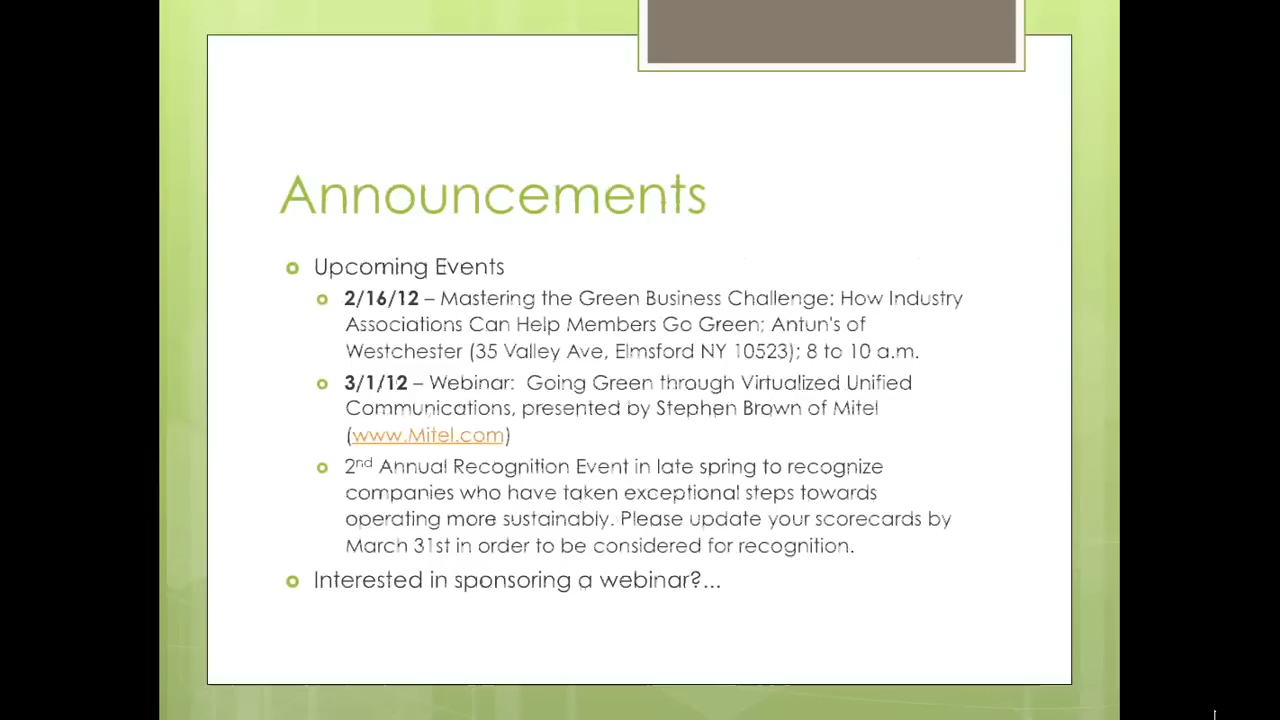 Announcements
Upcoming Events
2/16/12 – Mastering the Green Business Challenge: How Industry
Associations Can Help Members Go Green; Antun's of
Westchester (35 Valley Ave, Elmsford NY 10523); 8 to 10 a.m.
3/1/12 – Webinar:  Going Green through Virtualized Unified
Communications, presented by Stephen Brown of Mitel
(www.Mitel.com)
2nd Annual Recognition Event in late spring to recognize
companies who have taken exceptional steps towards
operating more sustainably. Please update your scorecards by
March 31st in order to be considered for recognition.
Interested in sponsoring a webinar?...